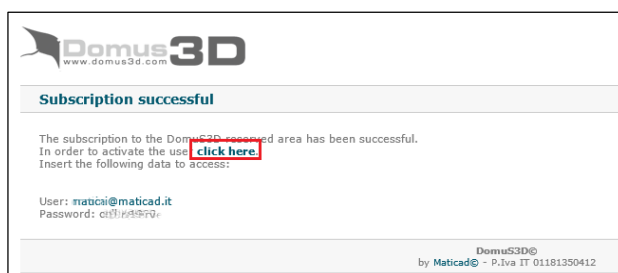 Domus3D
www.domus3d.com
Subscription successful
The subscription to the DomuS3D reserved area has been successful.
In order to activate the user click here.
Insert the following data to access:
User: @maticad.it
Password:
DomuS3D©
by Maticad© - P.Iva IT 01181350412